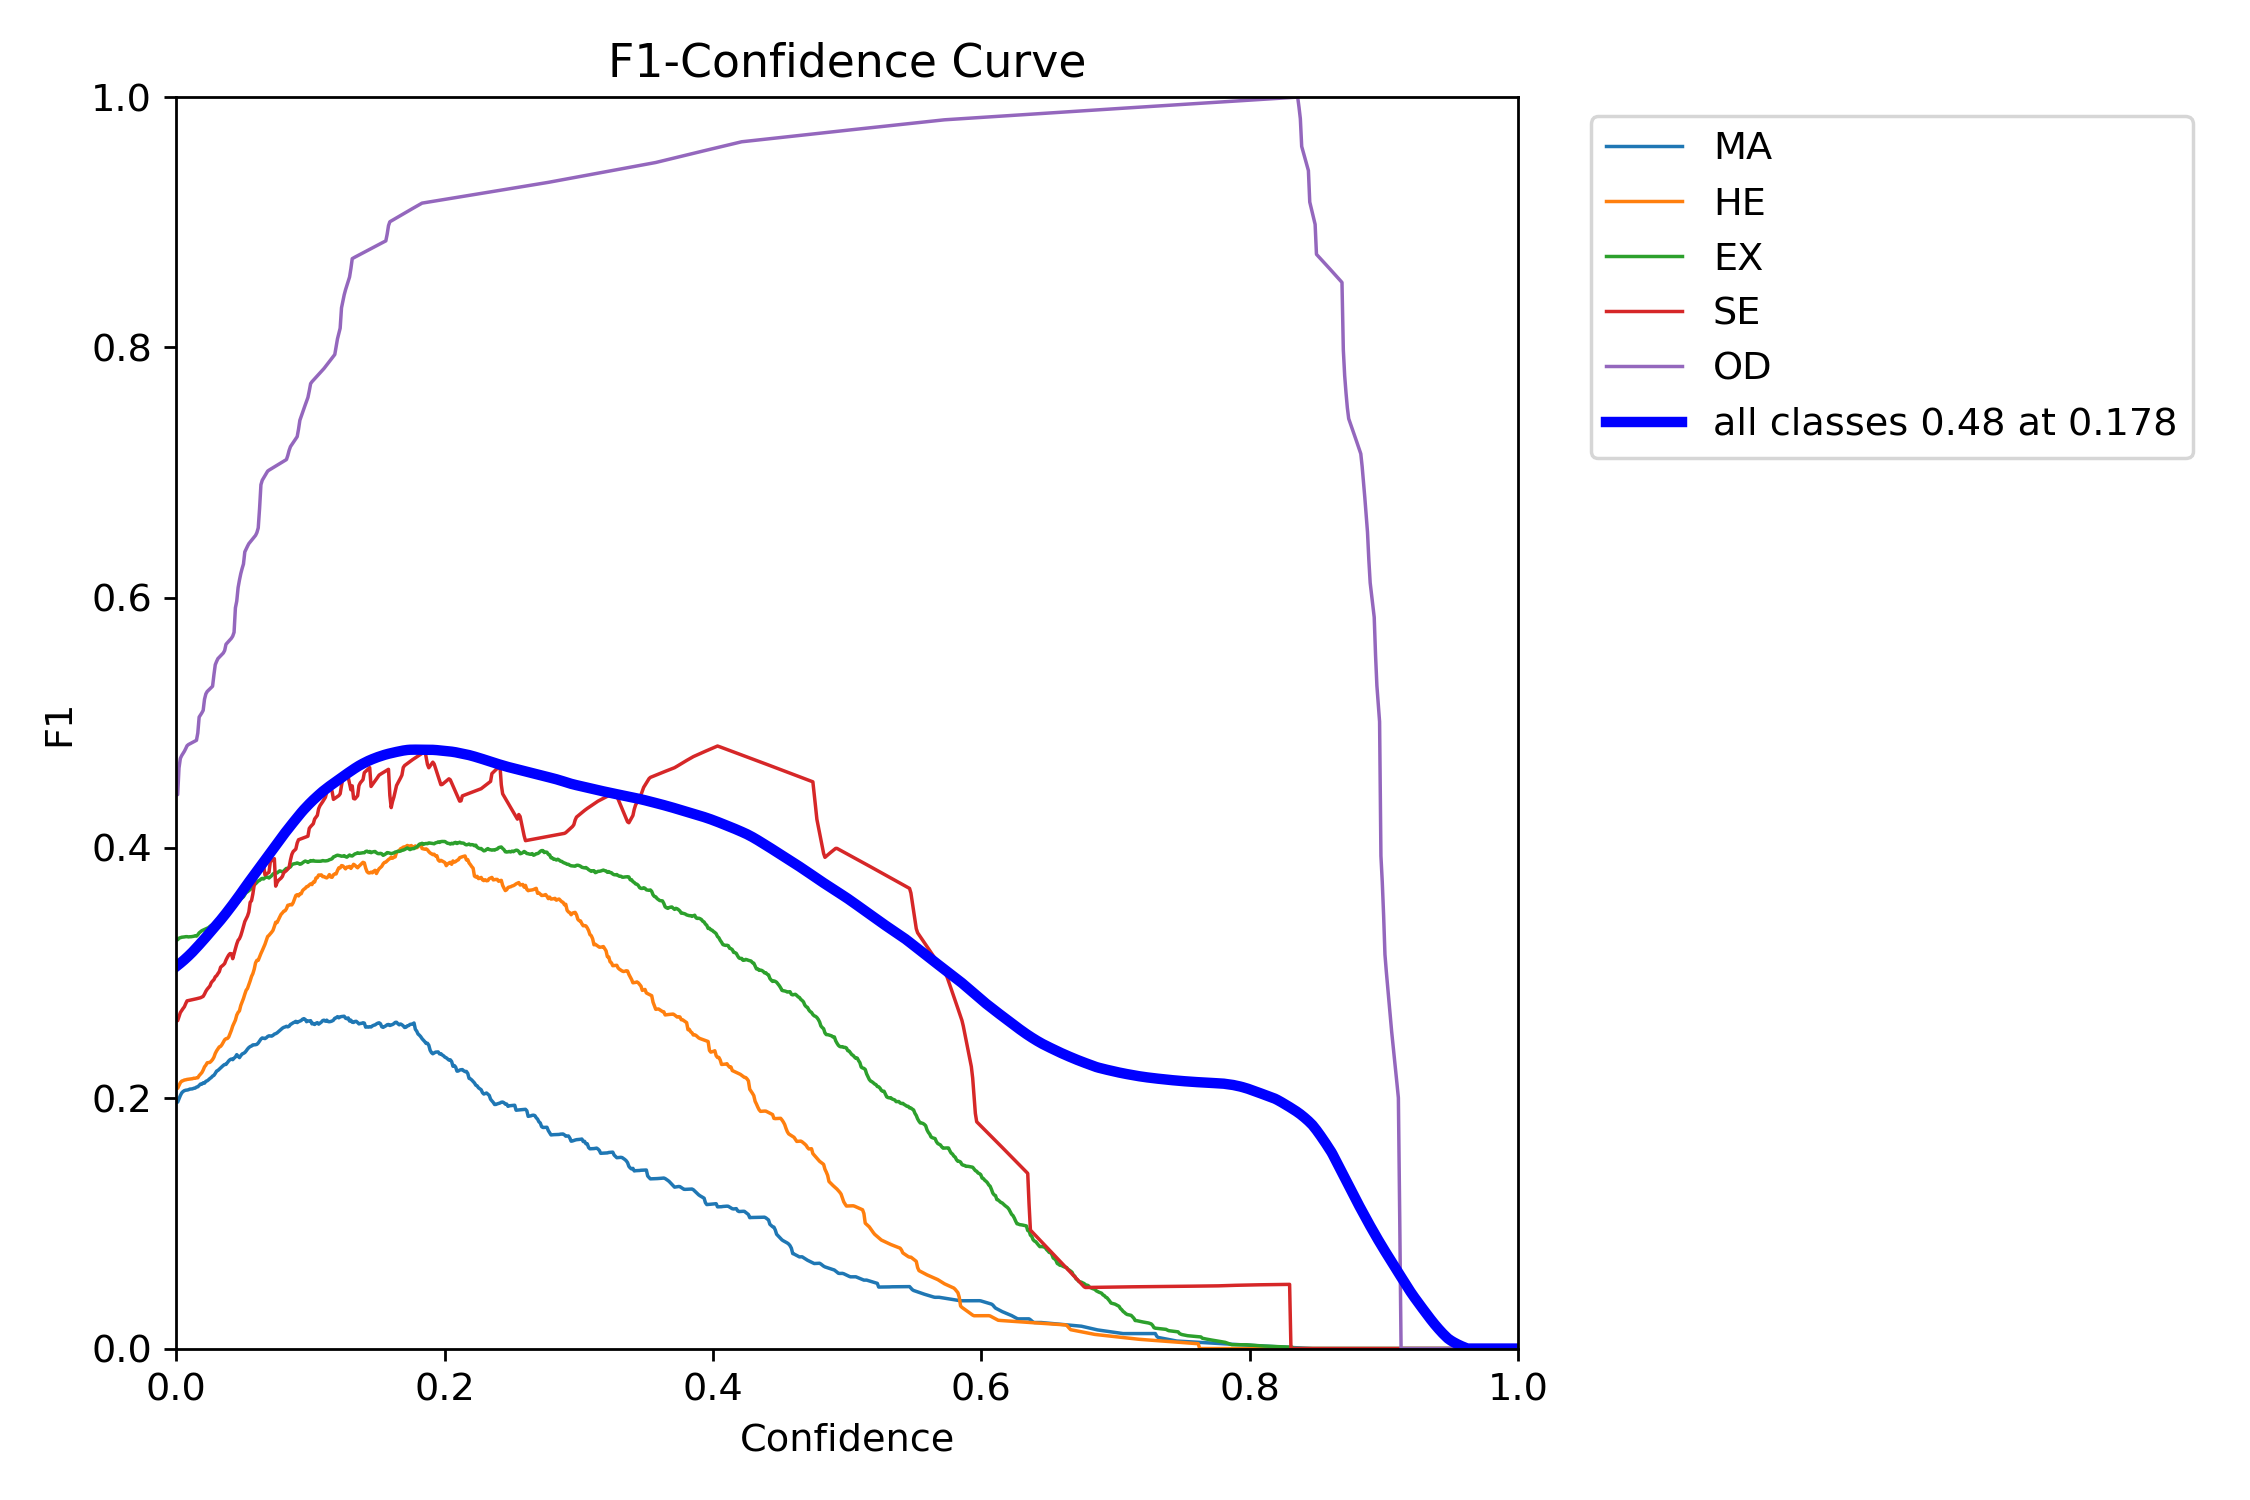 F1-Confidence Curve
1.0
0.8
0.6
0.4
0.2
0.0
F1
0.0 0.2 0.4 0.6 0.8 1.0
Confidence
MA
HE
EX
SE
OD
all classes 0.48 at 0.178